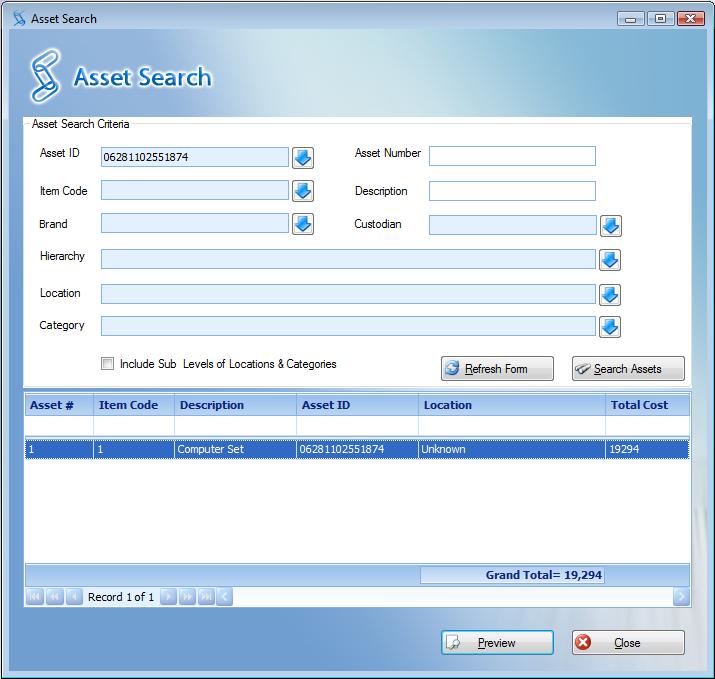 Asset Search
Asset Search
Asset Search Criteria
Asset ID 06281102551874 Asset Number
Item Code Description
Brand Custodian
Hierarchy
Location
Category
Include Sub Levels of Locations & Categories Refresh Form Search Assets
Asset # Item Code Description Asset ID Location Total Cost
1 1 Computer Set 06281102551874 Unknown 19294
Grand Total= 19,294
Record 1 of 1
Preview Close